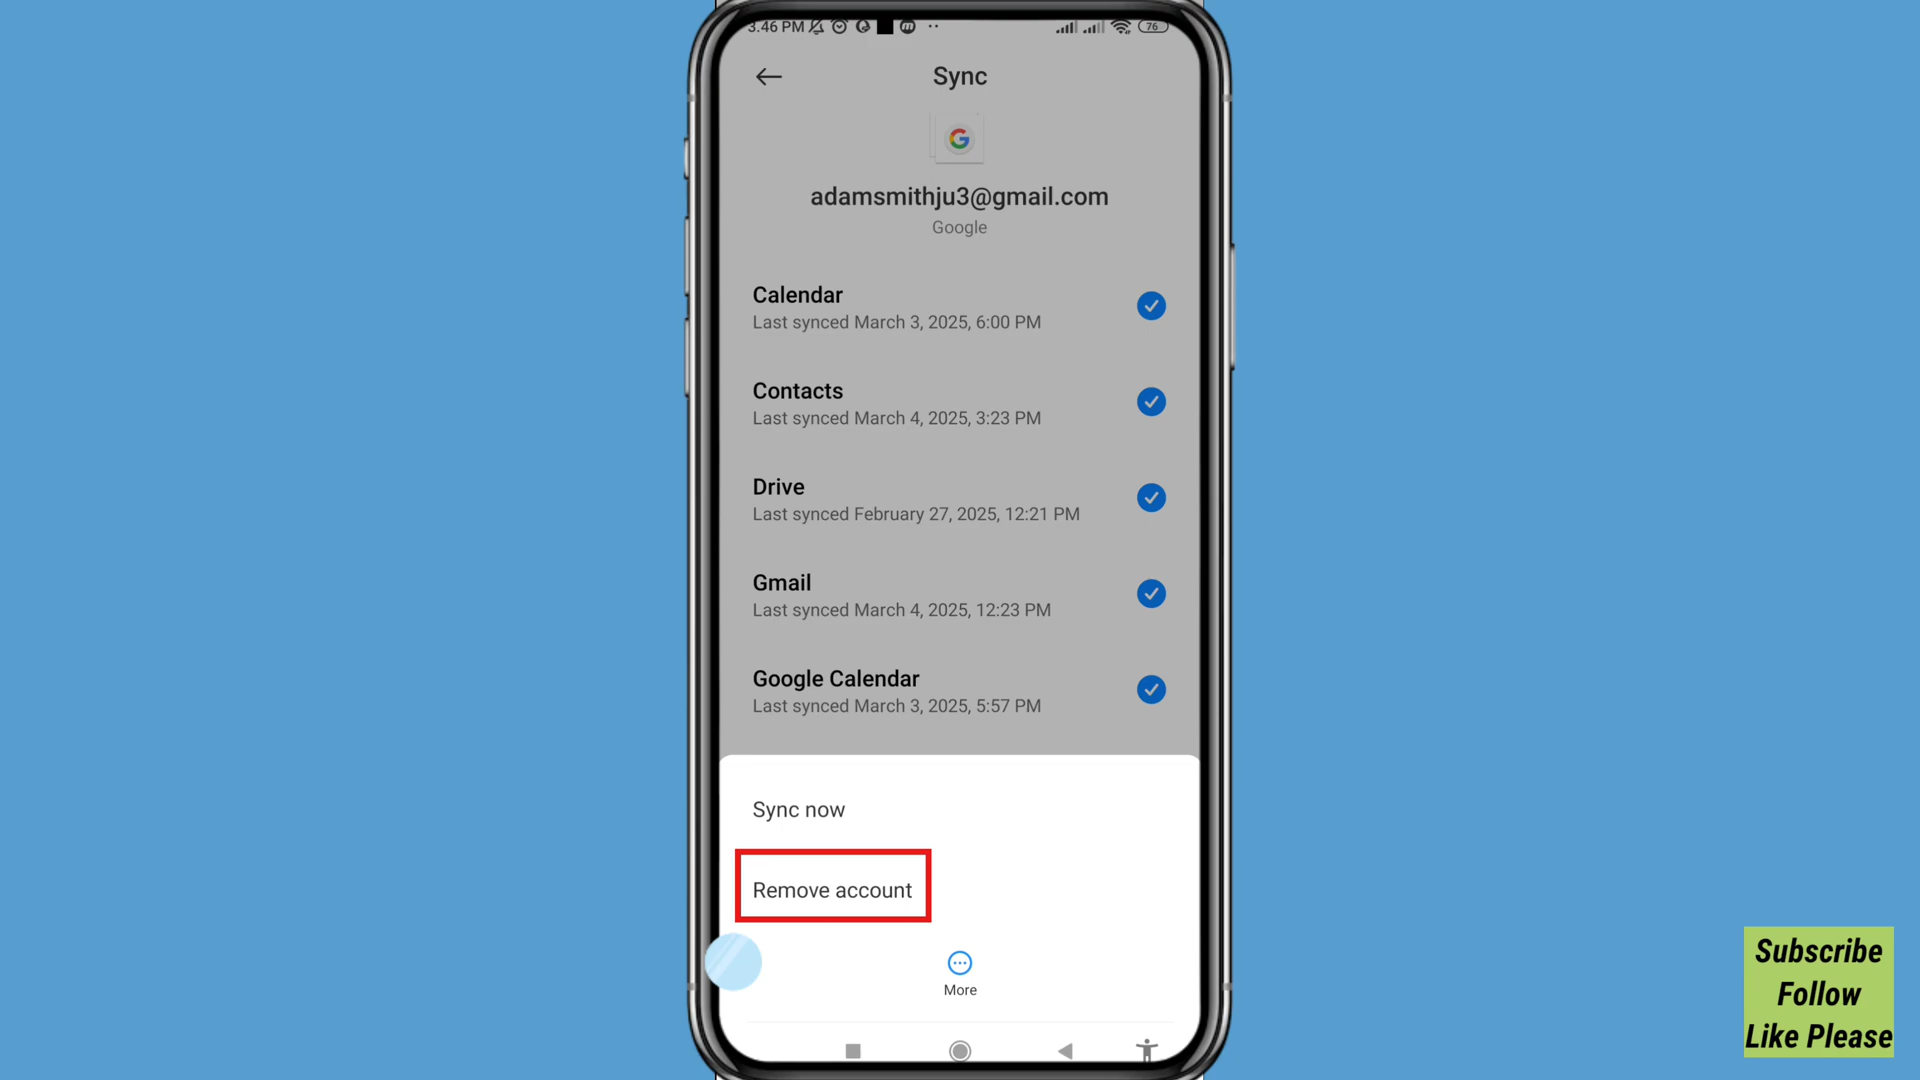 3.46 PM
76
Sync
G
adamsmithju3@gmail.com
Google
Calendar
Last synced March 3, 2025, 6:00 PM
Contacts
Last synced March 4, 2025, 3:23 PM
Drive
Last synced February 27, 2025, 12:21 PM
Gmail
Last synced March 4, 2025, 12:23 PM
Google Calendar
Last synced March 3, 2025, 5:57 PM
Sync now
Remove account
More
Subscribe
Follow
Like Please